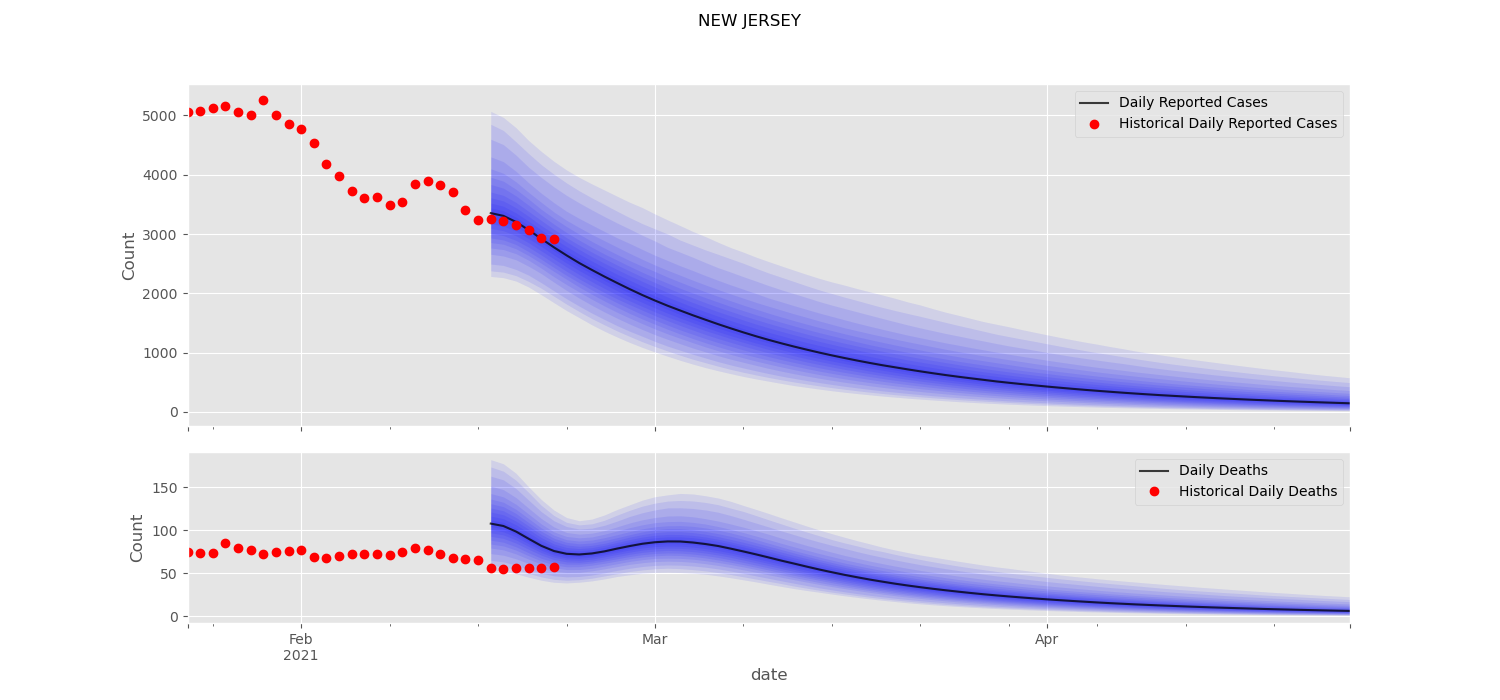 NEW JERSEY
5000
4000
3000
2000
1000
0
Count
Daily Reported Cases
Historical Daily Reported Cases
150
100
50
0
Count
Daily Deaths
Historical Daily Deaths
Feb
2021
Mar
Apr
date